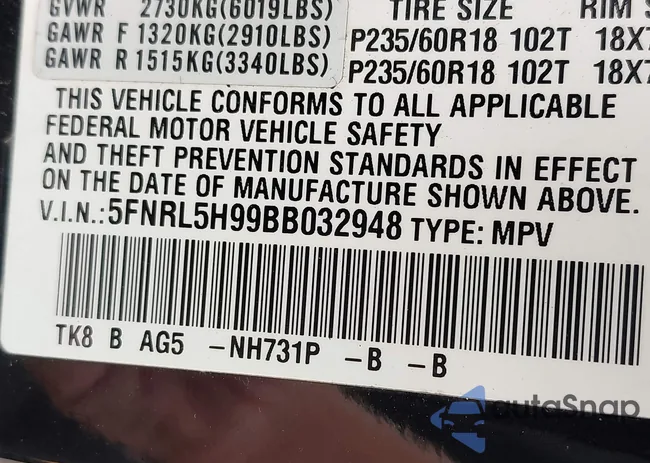 GVWR 2730KG(6019LBS) TIRE SIZE RIM
GAWR F 1320KG(2910LBS) P235/60R18 102T 18X7
GAWR R 1515KG(3340LBS) P235/60R18 102T 18X7
THIS VEHICLE CONFORMS TO ALL APPLICABLE
FEDERAL MOTOR VEHICLE SAFETY
AND THEFT PREVENTION STANDARDS IN EFFECT
ON THE DATE OF MANUFACTURE SHOWN ABOVE.
V.I.N.:5FNRL5H99BB032948 TYPE: MPV
TK8 B AG5 -NH731P -B -B
autoSnap